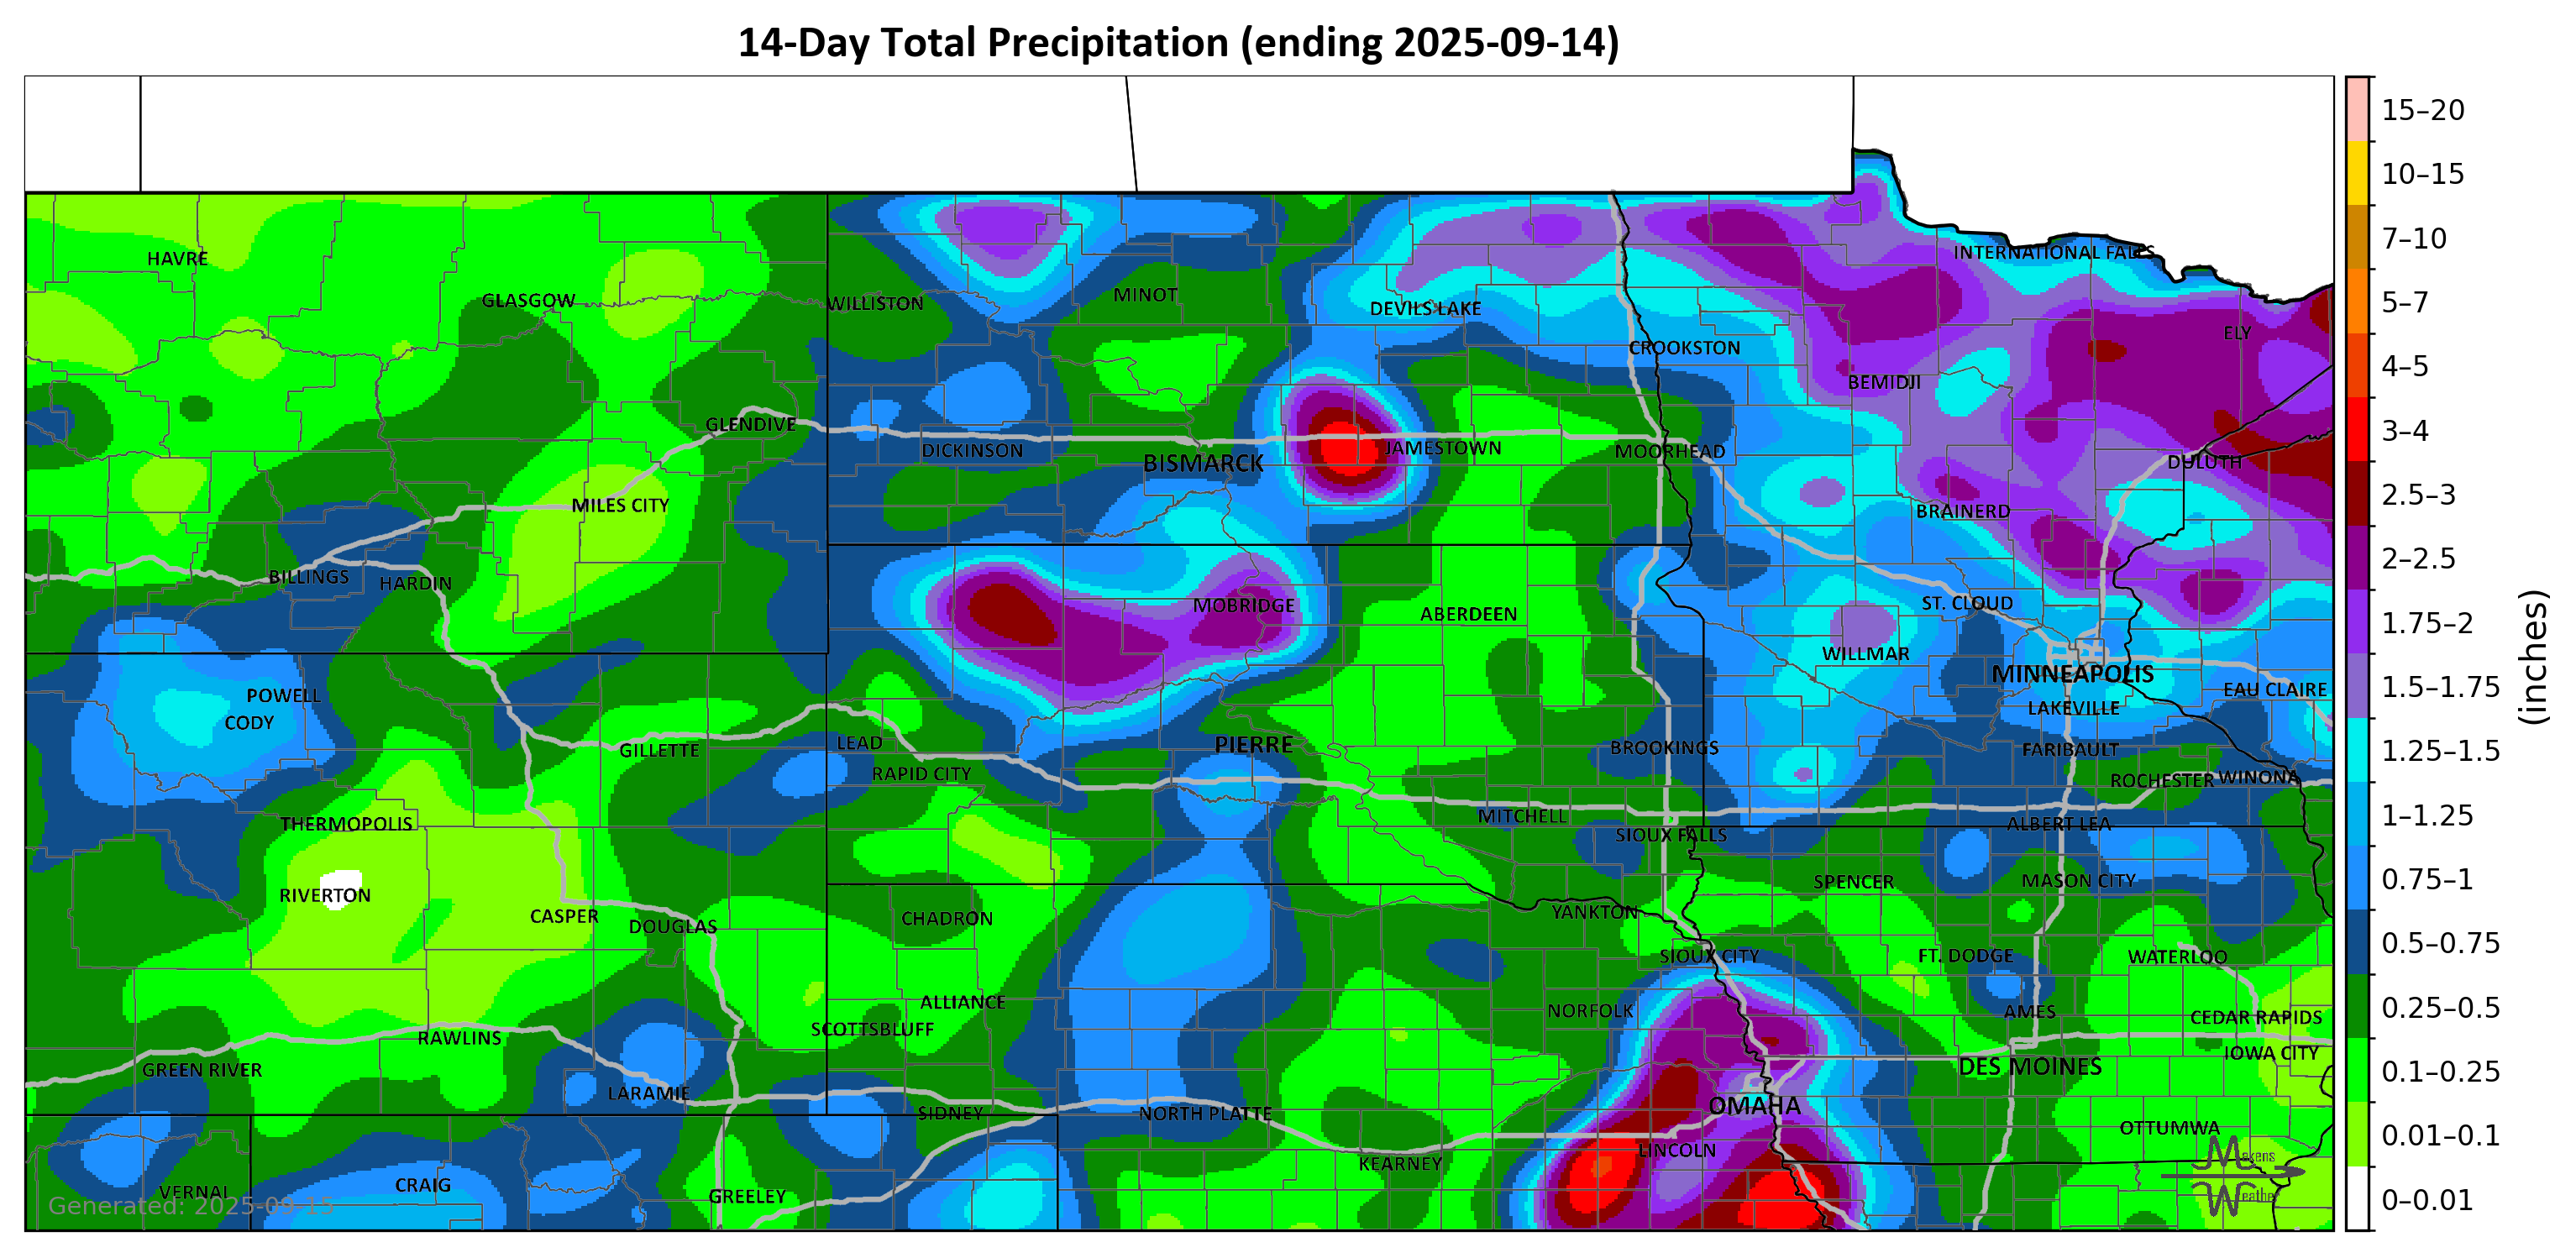 14-Day Total Precipitation (ending 2025-09-14)
15–20
10–15
7–10
5–7
4–5
3–4
2.5–3
2–2.5
1.75–2
1.5–1.75
1.25–1.5
1–1.25
0.75–1
0.5–0.75
0.25–0.5
0.1–0.25
0.01–0.1
0–0.01
(inches)
HAVRE
INTERNATIONAL FALLS
GLASGOW
WILLISTON
MINOT
DEVILS LAKE
ELY
CROOKSTON
BEMIDJI
GLENDIVE
DICKINSON
BISMARCK
JAMESTOWN
MOORHEAD
DULUTH
MILES CITY
BRAINERD
BILLINGS
HARDIN
MOBRIDGE
ABERDEEN
ST. CLOUD
WILLMAR
MINNEAPOLIS
EAU CLAIRE
POWELL
CODY
LAKEVILLE
GILLETTE
LEAD
PIERRE
BROOKINGS
FARIBAULT
RAPID CITY
ROCHESTER
WINONA
THERMOPOLIS
MITCHELL
SIOUX FALLS
ALBERT LEA
RIVERTON
CASPER
DOUGLAS
CHADRON
YANKTON
SPENCER
MASON CITY
SIOUX CITY
FT. DODGE
WATERLOO
ALLIANCE
SCOTTSBLUFF
NORFOLK
AMES
CEDAR RAPIDS
RAWLINS
IOWA CITY
GREEN RIVER
DES MOINES
LARAMIE
SIDNEY
NORTH PLATTE
OMAHA
OTTUMWA
LINCOLN
KEARNEY
VERNAL
CRAIG
GREELEY
Generated: 2025-09-15
Makens
Weather